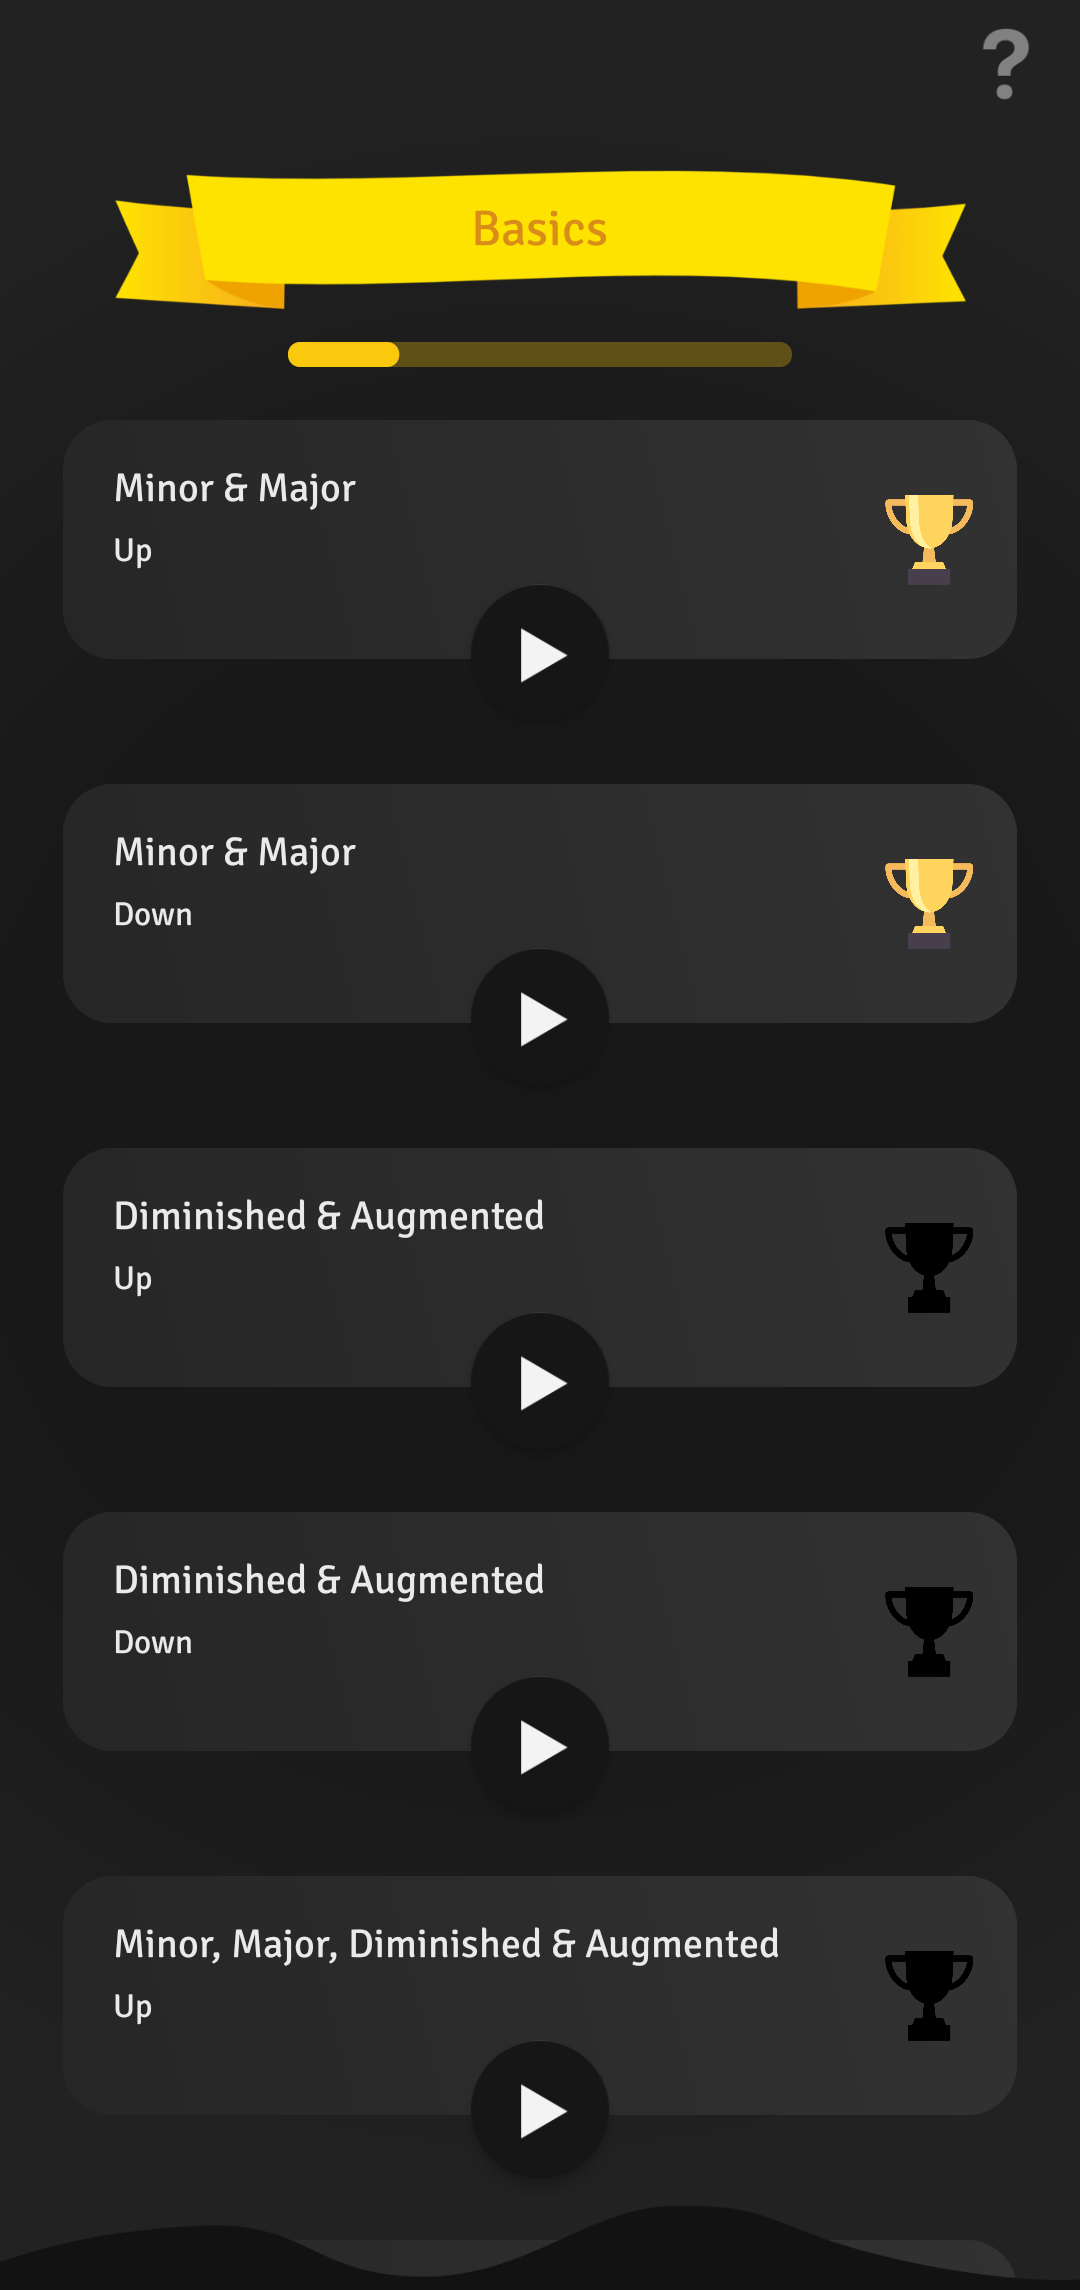 ?
Basics
Minor & Major
Up
Minor & Major
Down
Diminished & Augmented
Up
Diminished & Augmented
Down
Minor, Major, Diminished & Augmented
Up